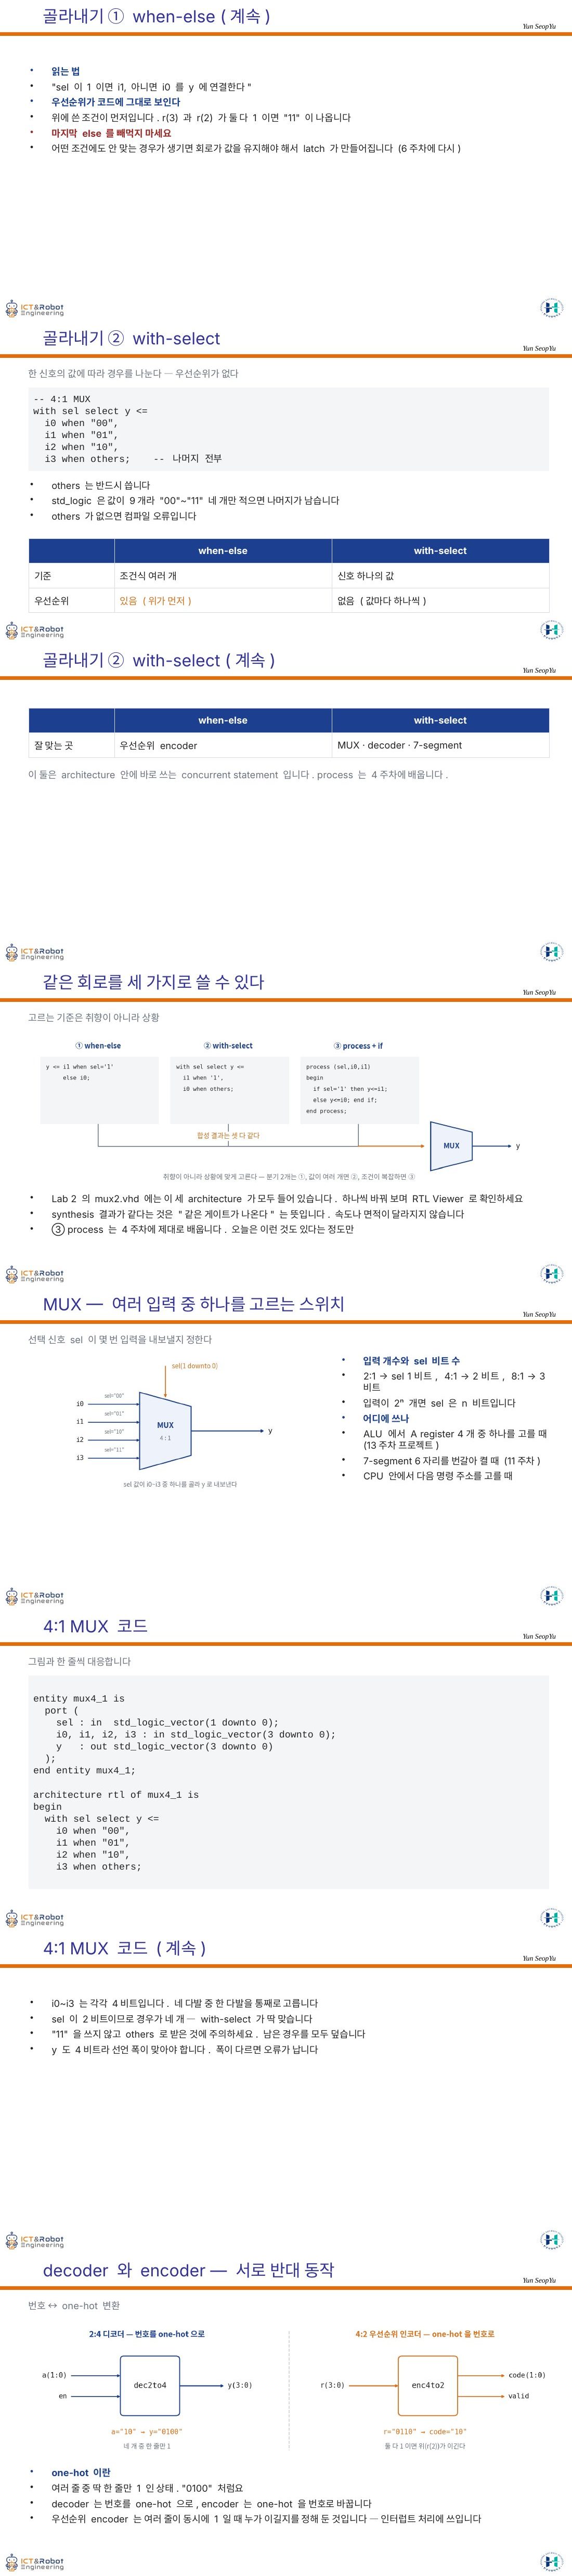 골라내기 ① when-else ( 계속 )
Yun SeopYu
• 읽는 법
• "sel 이 1 이면 i1, 아니면 i0 를 y 에 연결한다 "
• 우선순위가 코드에 그대로 보인다
• 위에 쓴 조건이 먼저입니다 . r(3) 과 r(2) 가 둘 다 1 이면 "11" 이 나옵니다
• 마지막 else 를 빼먹지 마세요
• 어떤 조건에도 안 맞는 경우가 생기면 회로가 값을 유지해야 해서 latch 가 만들어집니다 (6 주차에 다시 )
ICT&Robot
Engineering
골라내기 ② with-select
Yun SeopYu
한 신호의 값에 따라 경우를 나눈다 — 우선순위가 없다
-- 4:1 MUX
with sel select y <=
i0 when "00",
i1 when "01",
i2 when "10",
i3 when others; -- 나머지 전부
• others 는 반드시 씁니다
• std_logic 은 값이 9 개라 "00"~"11" 네 개만 적으면 나머지가 남습니다
• others 가 없으면 컴파일 오류입니다
when-else with-select
기준 조건식 여러 개 신호 하나의 값
우선순위 있음 ( 위가 먼저 ) 없음 ( 값마다 하나씩 )
ICT&Robot
Engineering
골라내기 ② with-select ( 계속 )
Yun SeopYu
when-else with-select
잘 맞는 곳 우선순위 encoder MUX · decoder · 7-segment
이 둘은 architecture 안에 바로 쓰는 concurrent statement 입니다 . process 는 4 주차에 배웁니다 .
ICT&Robot
Engineering
같은 회로를 세 가지로 쓸 수 있다
Yun SeopYu
고르는 기준은 취향이 아니라 상황
① when-else ② with-select ③ process + if
y <= i1 when sel='1'
else i0;
with sel select y <=
i1 when '1',
i0 when others;
process (sel,i0,i1)
begin
if sel='1' then y<=i1;
else y<=i0; end if;
end process;
합성 결과는 셋 다 같다
MUX
y
취향이 아니라 상황에 맞게 고른다 — 분기 2개는 ①, 값이 여러 개면 ②, 조건이 복잡하면 ③
• Lab 2 의 mux2.vhd 에는 이 세 architecture 가 모두 들어 있습니다 . 하나씩 바꿔 보며 RTL Viewer 로 확인하세요
• synthesis 결과가 같다는 것은 " 같은 게이트가 나온다 " 는 뜻입니다 . 속도나 면적이 달라지지 않습니다
• ③ process 는 4 주차에 제대로 배웁니다 . 오늘은 이런 것도 있다는 정도만
ICT&Robot
Engineering
MUX — 여러 입력 중 하나를 고르는 스위치
Yun SeopYu
선택 신호 sel 이 몇 번 입력을 내보낼지 정한다
sel(1 downto 0)
i0 sel="00"
i1 sel="01"
i2 sel="10"
i3 sel="11"
MUX
4 : 1
y
sel 값이 i0~i3 중 하나를 골라 y 로 내보낸다
• 입력 개수와 sel 비트 수
• 2:1 → sel 1 비트 , 4:1 → 2 비트 , 8:1 → 3
비트
• 입력이 2ⁿ 개면 sel 은 n 비트입니다
• 어디에 쓰나
• ALU 에서 A register 4 개 중 하나를 고를 때
(13 주차 프로젝트 )
• 7-segment 6 자리를 번갈아 켤 때 (11 주차 )
• CPU 안에서 다음 명령 주소를 고를 때
ICT&Robot
Engineering
4:1 MUX 코드
Yun SeopYu
그림과 한 줄씩 대응합니다
entity mux4_1 is
port (
sel : in std_logic_vector(1 downto 0);
i0, i1, i2, i3 : in std_logic_vector(3 downto 0);
y : out std_logic_vector(3 downto 0)
);
end entity mux4_1;
architecture rtl of mux4_1 is
begin
with sel select y <=
i0 when "00",
i1 when "01",
i2 when "10",
i3 when others;
ICT&Robot
Engineering
4:1 MUX 코드 ( 계속 )
Yun SeopYu
• i0~i3 는 각각 4 비트입니다 . 네 다발 중 한 다발을 통째로 고릅니다
• sel 이 2 비트이므로 경우가 네 개 — with-select 가 딱 맞습니다
• "11" 을 쓰지 않고 others 로 받은 것에 주의하세요 . 남은 경우를 모두 덮습니다
• y 도 4 비트라 선언 폭이 맞아야 합니다 . 폭이 다르면 오류가 납니다
ICT&Robot
Engineering
decoder 와 encoder — 서로 반대 동작
Yun SeopYu
번호 ↔ one-hot 변환
2:4 디코더 — 번호를 one-hot 으로
4:2 우선순위 인코더 — one-hot 을 번호로
a(1:0)
en
dec2to4
y(3:0)
r(3:0)
enc4to2
code(1:0)
valid
a="10" → y="0100"
네 개 중 한 줄만 1
r="0110" → code="10"
둘 다 1 이면 위(r(2))가 이긴다
• one-hot 이란
• 여러 줄 중 딱 한 줄만 1 인 상태 . "0100" 처럼요
• decoder 는 번호를 one-hot 으로 , encoder 는 one-hot 을 번호로 바꿉니다
• 우선순위 encoder 는 여러 줄이 동시에 1 일 때 누가 이길지를 정해 둔 것입니다 — 인터럽트 처리에 쓰입니다
ICT&Robot
Engineering